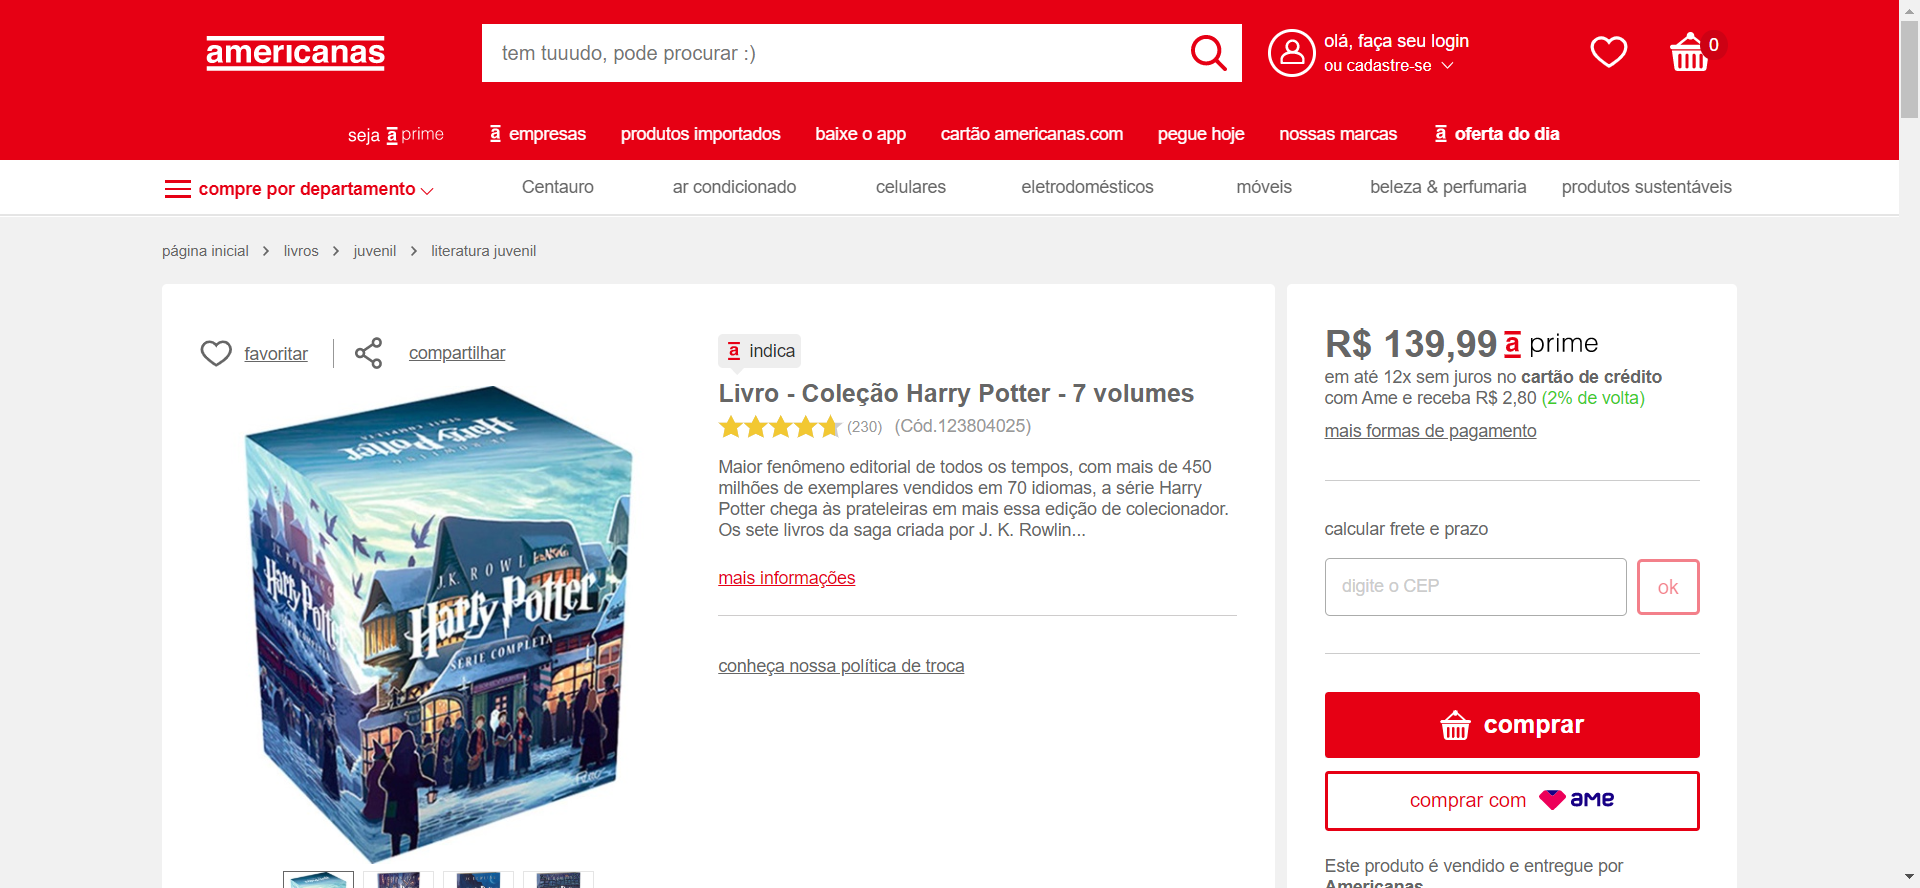 americanas
tem tuuudo, pode procurar :)
olá, faça seu login
ou cadastre-se
0
seja a prime
a empresas
produtos importados
baixe o app
cartão americanas.com
pegue hoje
nossas marcas
a oferta do dia
compre por departamento
Centauro
ar condicionado
celulares
eletrodomésticos
móveis
beleza & perfumaria
produtos sustentáveis
página inicial > livros > juvenil > literatura juvenil
favoritar
compartilhar
Harry Potter
SÉRIE COMPLETA
J.K. ROWLING
Harry Potter
J.K. ROWL
Harry Potter
SÉRIE COMPLETA
a indica
Livro - Coleção Harry Potter - 7 volumes
(230) (Cód.123804025)
Maior fenômeno editorial de todos os tempos, com mais de 450
milhões de exemplares vendidos em 70 idiomas, a série Harry
Potter chega às prateleiras em mais essa edição de colecionador.
Os sete livros da saga criada por J. K. Rowlin...
mais informações
conheça nossa política de troca
R$ 139,99 a prime
em até 12x sem juros no cartão de crédito
com Ame e receba R$ 2,80 (2% de volta)
mais formas de pagamento
calcular frete e prazo
digite o CEP
ok
comprar
comprar com AME
Este produto é vendido e entregue por
Americanas